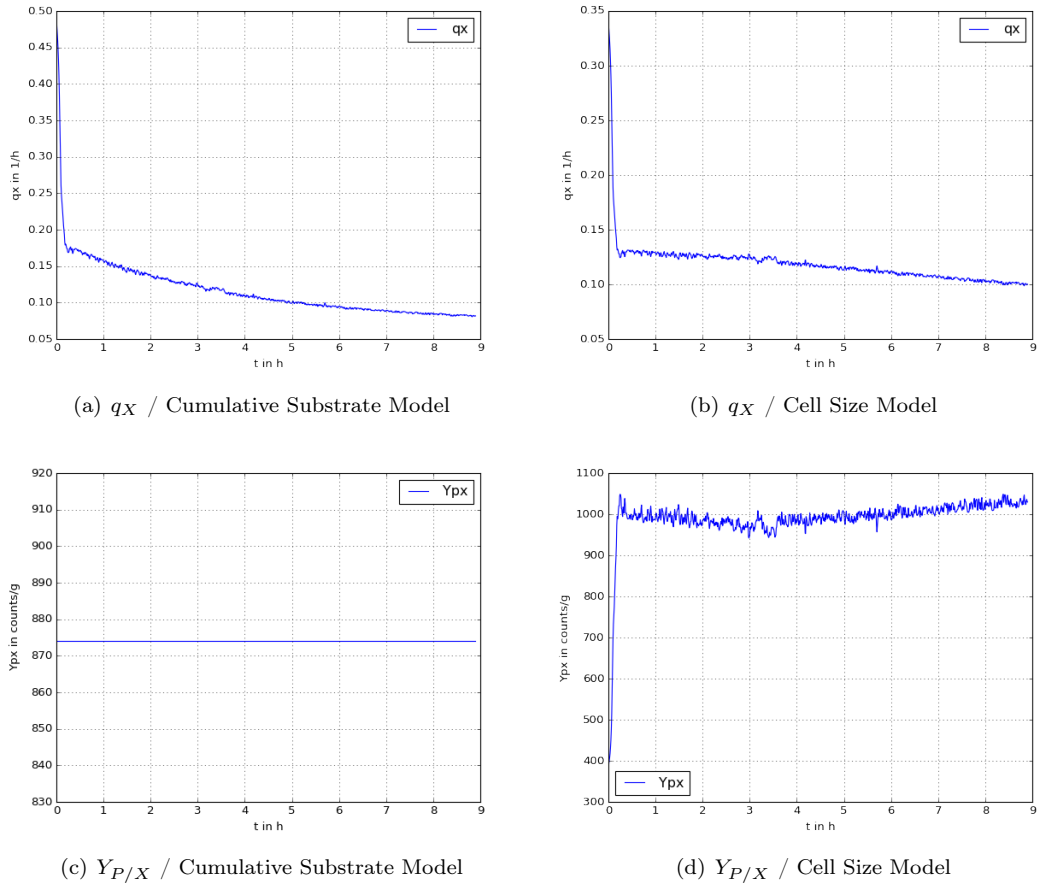 0.50
0.45
0.40
0.35
0.30
0.25
0.20
0.15
0.10
0.05
qx in 1/h
qx
0 1 2 3 4 5 6 7 8 9
t in h
(a) qX / Cumulative Substrate Model
0.35
0.30
0.25
0.20
0.15
0.10
0.05
qx in 1/h
qx
0 1 2 3 4 5 6 7 8 9
t in h
(b) qX / Cell Size Model
920
910
900
890
880
870
860
850
840
830
Ypx in counts/g
Ypx
0 1 2 3 4 5 6 7 8 9
t in h
(c) YP/X / Cumulative Substrate Model
1100
1000
900
800
700
600
500
400
300
Ypx in counts/g
Ypx
0 1 2 3 4 5 6 7 8 9
t in h
(d) YP/X / Cell Size Model